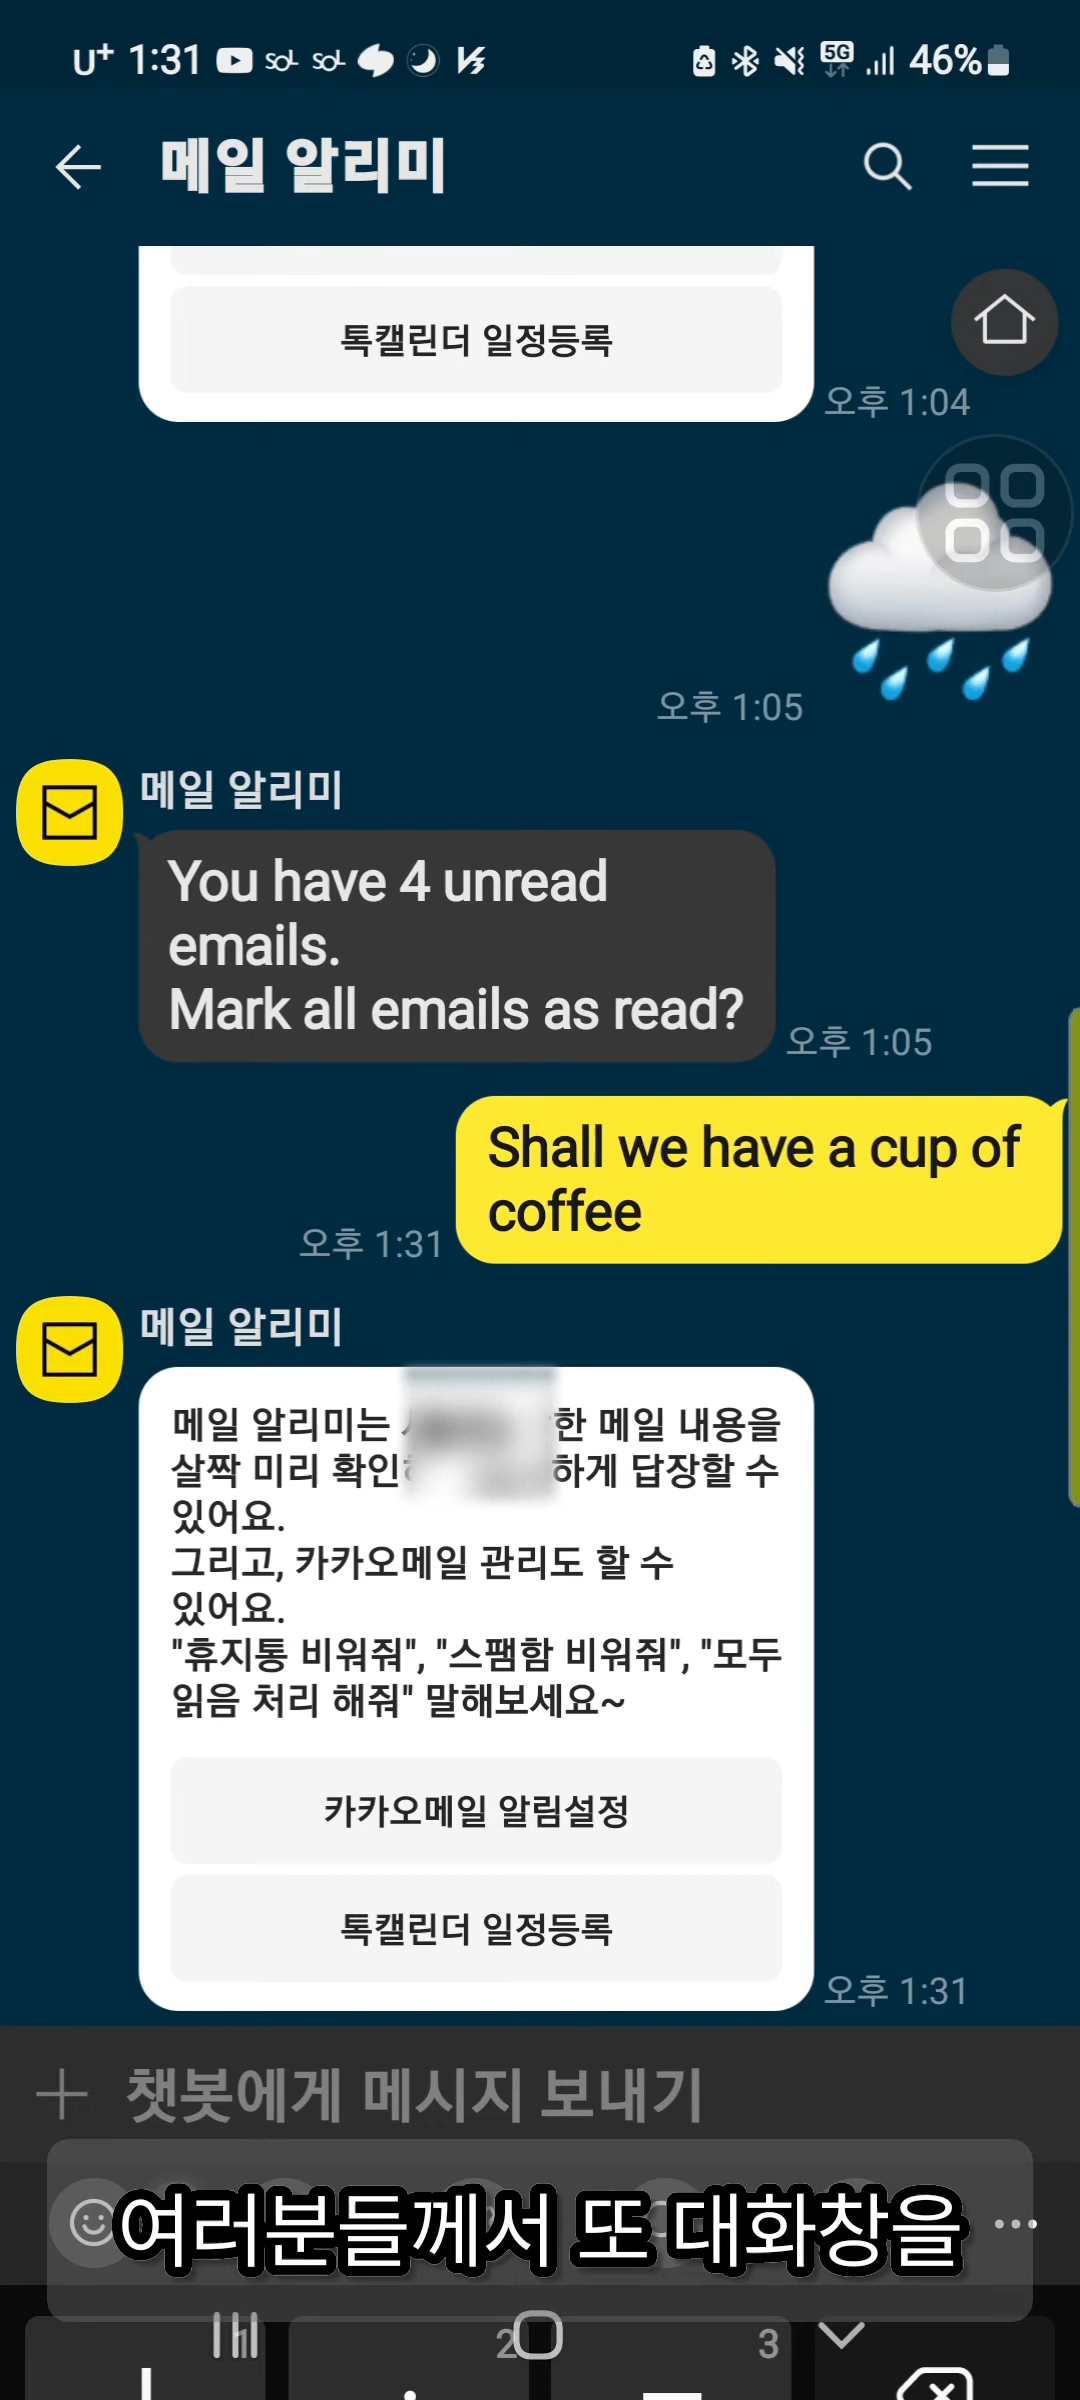 U+ 1:31 SOL SOL 5G 46%
메일 알리미
톡캘린더 일정등록
오후 1:04
오후 1:05
메일 알리미
You have 4 unread
emails.
Mark all emails as read?
오후 1:05
Shall we have a cup of
coffee
오후 1:31
메일 알리미
메일 알리미는 한 메일 내용을
살짝 미리 하게 답장할 수
있어요.
그리고, 카카오메일 관리도 할 수
있어요.
"휴지통 비워줘", "스팸함 비워줘", "모두
읽음 처리 해줘" 말해보세요~
카카오메일 알림설정
톡캘린더 일정등록
오후 1:31
챗봇에게 메시지 보내기
여러분들께서 또 대화창을
1 2 3